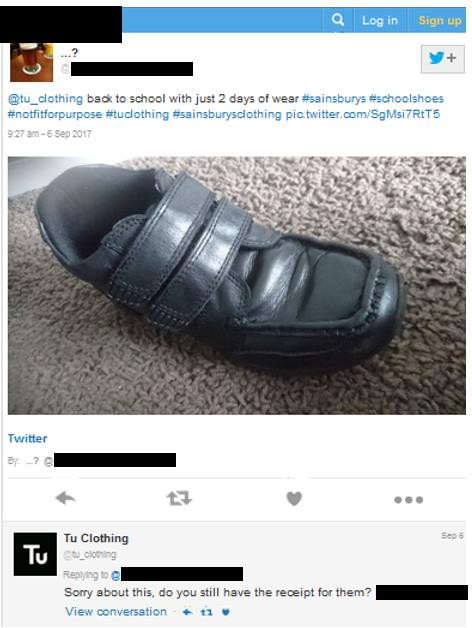 Log in Sign up
...?
@
@tu_clothing back to school with just 2 days of wear #sainsburys #schoolshoes
#notfitforpurpose #tuclothing #sainsburysclothing pic.twitter.com/SgMsi7RtT5
9:27 am - 6 Sep 2017
Twitter
By: ...? @
Tu
Tu Clothing
Sep 6
@tu_clothing
Replying to @
Sorry about this, do you still have the receipt for them?
View conversation ·